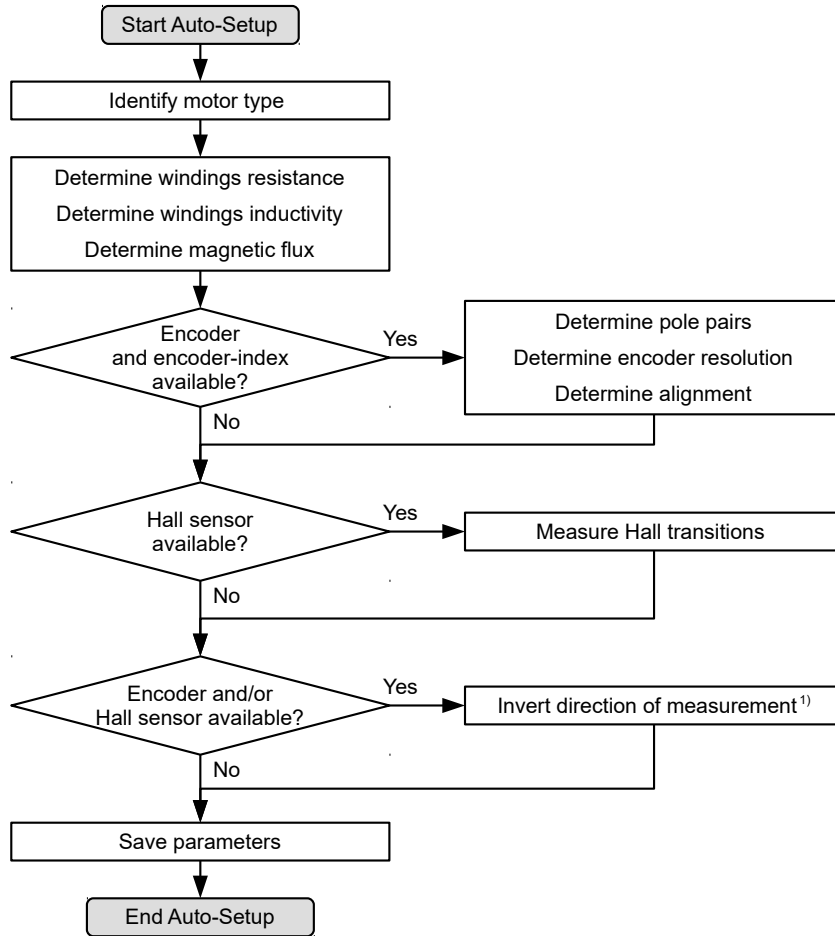 Start Auto-Setup
Identify motor type
Determine windings resistance
Determine windings inductivity
Determine magnetic flux
Encoder
and encoder-index
available?
Yes
Determine pole pairs
Determine encoder resolution
Determine alignment
No
Hall sensor
available?
Yes
Measure Hall transitions
No
Encoder and/or
Hall sensor available?
Yes
Invert direction of measurement 1)
No
Save parameters
End Auto-Setup